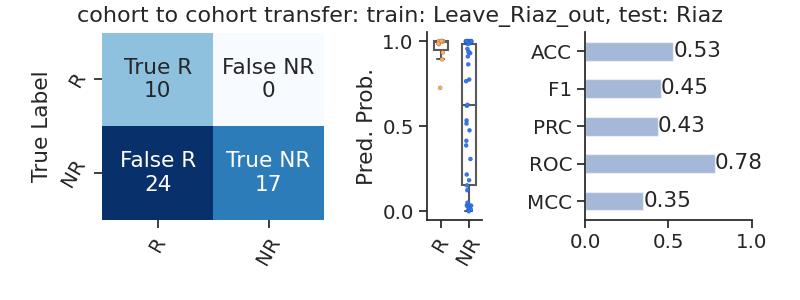 cohort to cohort transfer: train: Leave_Riaz_out, test: Riaz
True Label
R
NR
True R
10
False NR
0
False R
24
True NR
17
R
NR
Pred. Prob.
1.0
0.5
0.0
R
NR
ACC
0.53
F1
0.45
PRC
0.43
ROC
0.78
MCC
0.35
0.0
0.5
1.0